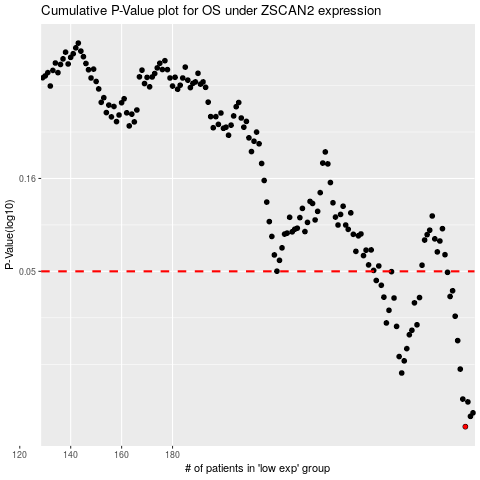 Cumulative P-Value plot for OS under ZSCAN2 expression
P-Value(log10)
0.16
0.05
120 140 160 180
# of patients in 'low exp' group